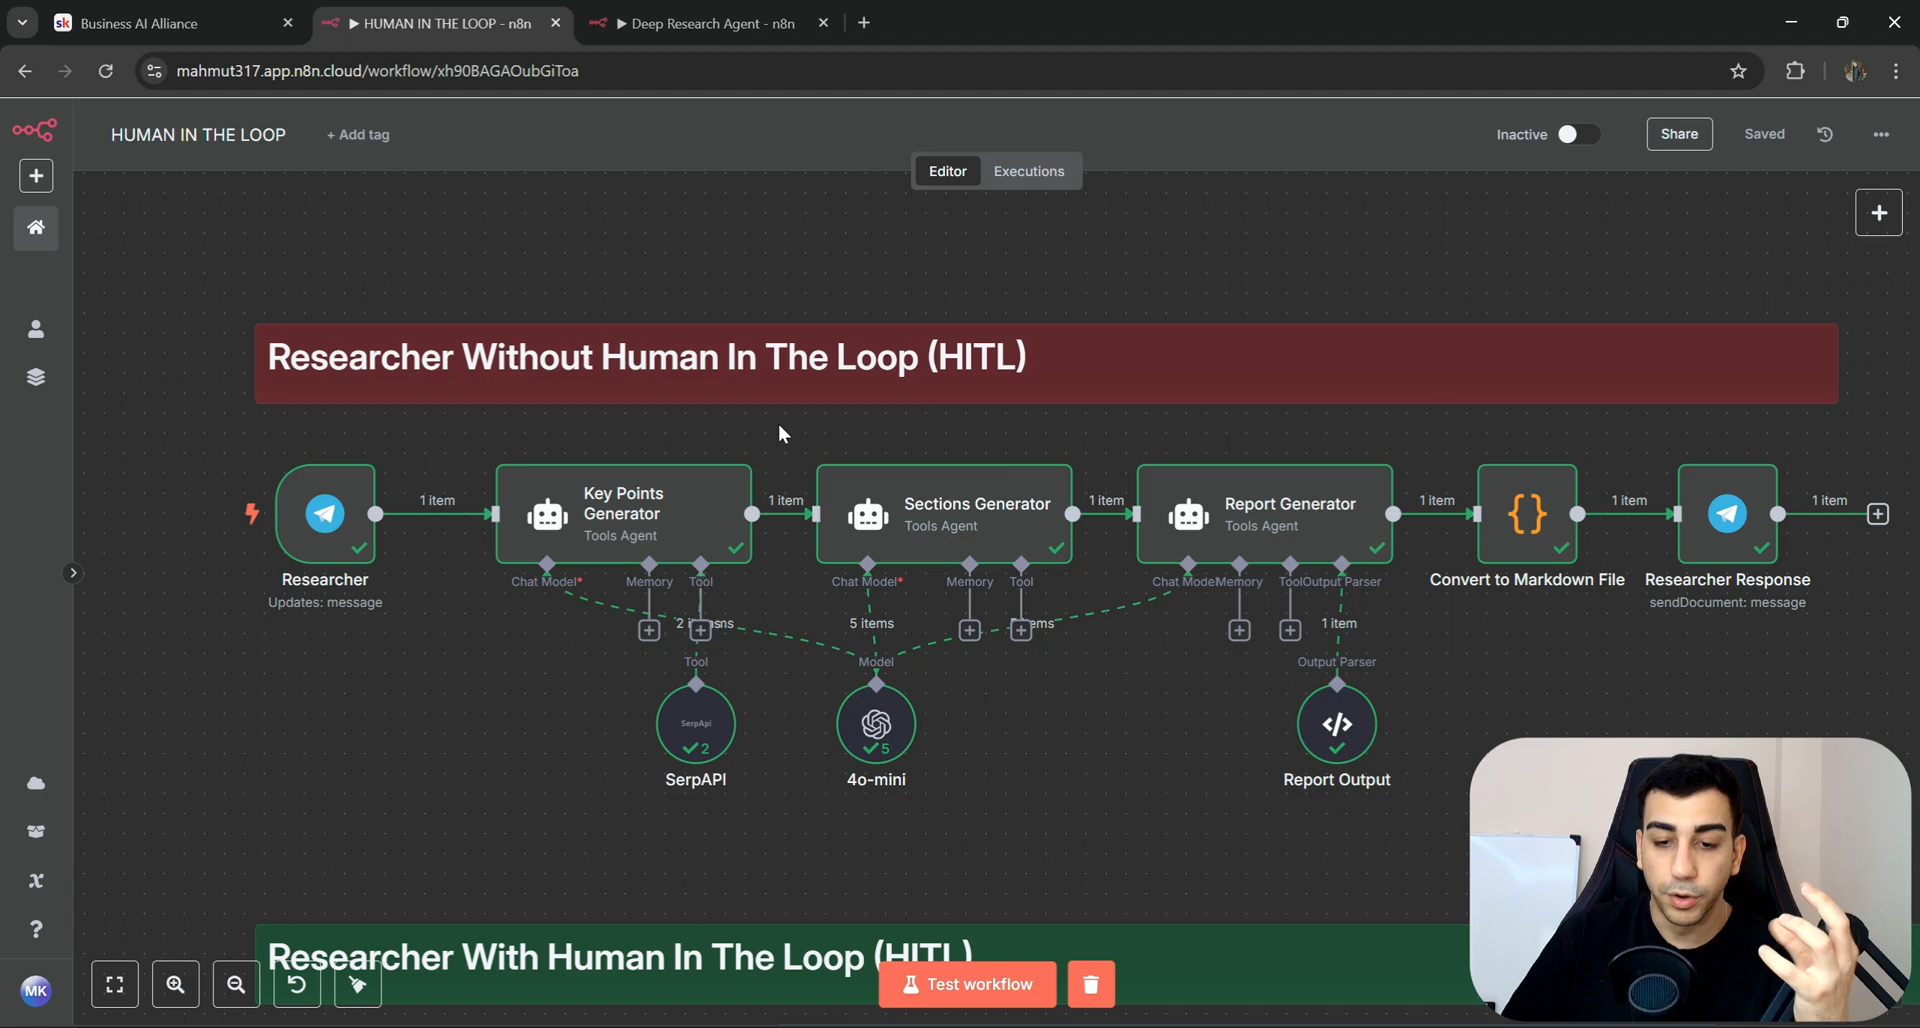 sk Business AI Alliance
▶ HUMAN IN THE LOOP - n8n
▶ Deep Research Agent - n8n
mahmut317.app.n8n.cloud/workflow/xh90BAGAOubGiToa
HUMAN IN THE LOOP
+ Add tag
Inactive
Share
Saved
Editor
Executions
Researcher Without Human In The Loop (HITL)
1 item
1 item
1 item
1 item
1 item
1 item
Key Points
Generator
Tools Agent
Sections Generator
Tools Agent
Report Generator
Tools Agent
Researcher
Updates: message
Convert to Markdown File
Researcher Response
sendDocument: message
Chat Model*
Memory
Tool
Chat Model*
Memory
Tool
Chat Mode
Memory
Tool
Output Parser
5 items
1 item
Tool
Model
Output Parser
SerpApi
2
5
SerpAPI
4o-mini
Report Output
Researcher With Human In The Loop (HITL)
Test workflow
MK